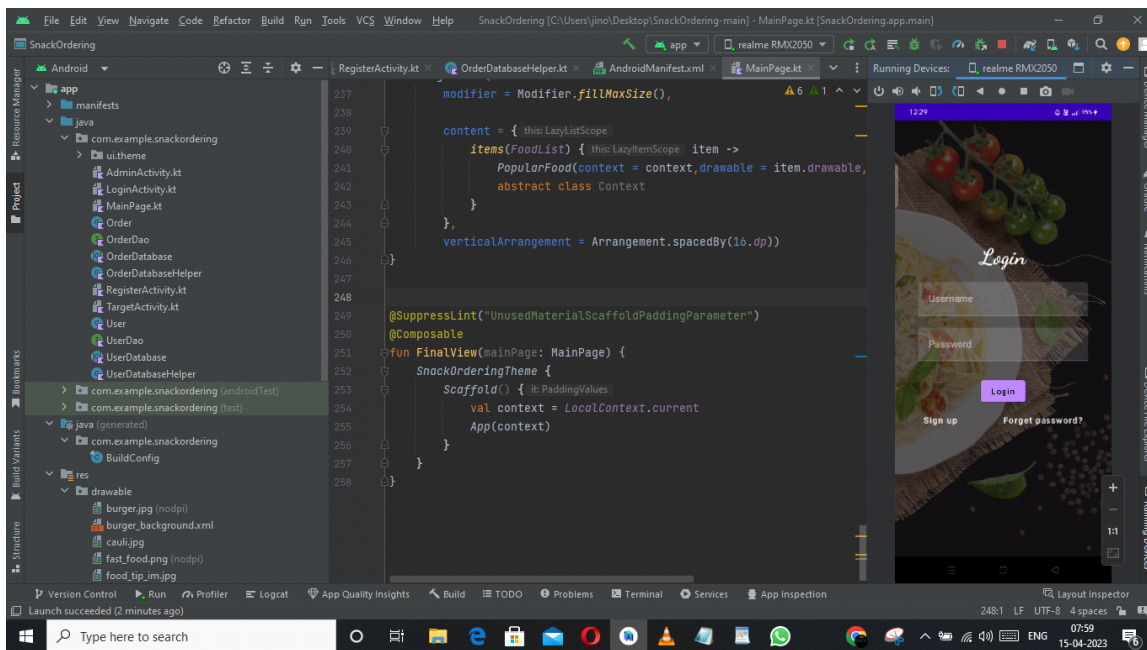 File Edit View Navigate Code Refactor Build Run Tools VCS Window Help SnackOrdering [C:\Users\jino\Desktop\SnackOrdering-main] - MainPage.kt [SnackOrdering.app.main]
SnackOrdering
app
realme RMX2050
Android
RegisterActivity.kt
OrderDatabaseHelper.kt
AndroidManifest.xml
MainPage.kt
Running Devices: realme RMX2050
Resource Manager
Project
Bookmarks
Build Variants
Structure
app
manifests
java
com.example.snackordering
ui.theme
AdminActivity.kt
LoginActivity.kt
MainPage.kt
Order
OrderDao
OrderDatabase
OrderDatabaseHelper
RegisterActivity.kt
TargetActivity.kt
User
UserDao
UserDatabase
UserDatabaseHelper
com.example.snackordering (androidTest)
com.example.snackordering (test)
java (generated)
com.example.snackordering
BuildConfig
res
drawable
burger.jpg (nodpi)
burger_background.xml
cauli.jpg
fast_food.png (nodpi)
food_tip_im.jpg
6 1
237 modifier = Modifier.fillMaxSize(),
238
239 content = { this: LazyListScope
240 items(FoodList) { this: LazyItemScope item ->
241 PopularFood(context = context,drawable = item.drawable,
242 abstract class Context
243 }
244 },
245 verticalArrangement = Arrangement.spacedBy(16.dp))
246 }
247
248
249 @SuppressLint("UnusedMaterialScaffoldPaddingParameter")
250 @Composable
251 fun FinalView(mainPage: MainPage) {
252 SnackOrderingTheme {
253 Scaffold() { it: PaddingValues
254 val context = LocalContext.current
255 App(context)
256 }
257 }
258 }
12:29 95%
Login
Username
Password
Login
Sign up Forget password?
1:1
Version Control Run Profiler Logcat App Quality Insights Build TODO Problems Terminal Services App Inspection Layout Inspector
Launch succeeded (2 minutes ago) 248:1 LF UTF-8 4 spaces
Type here to search
ENG 07:59
15-04-2023
6